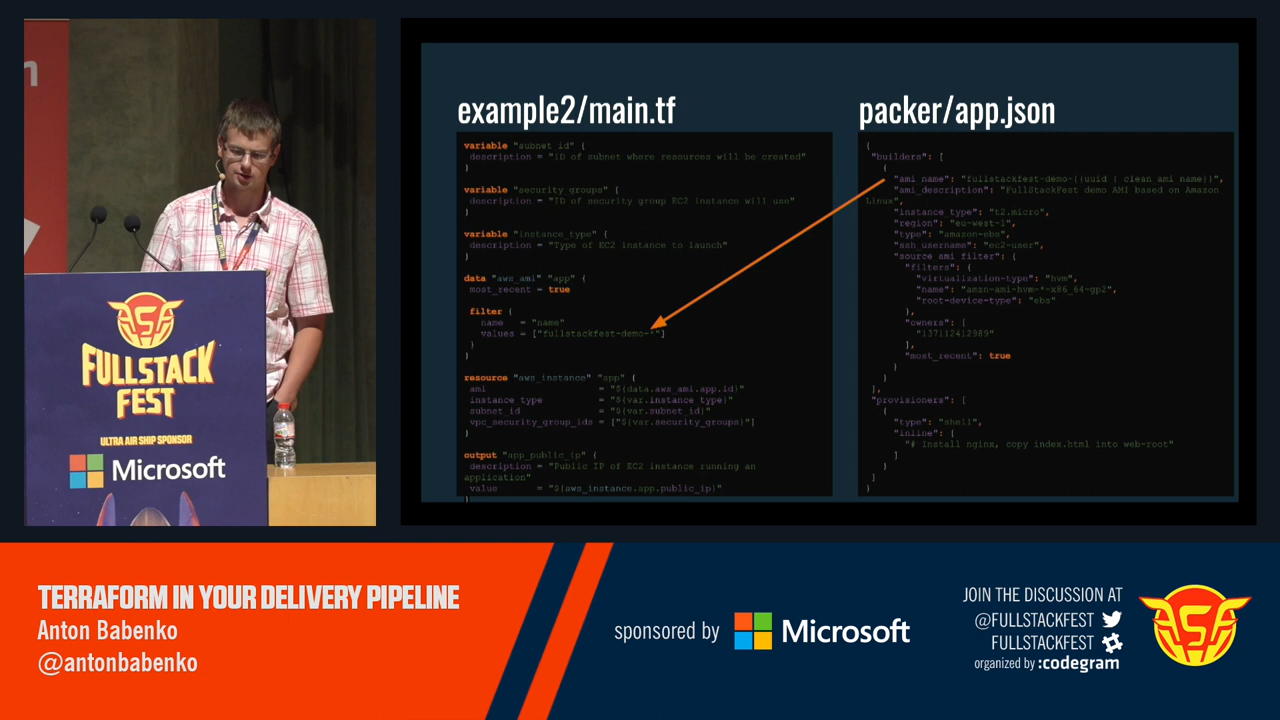 n
FULLSTACK
FEST
ULTRA AIR SHIP SPONSOR
Microsoft
example2/main.tf
variable "subnet_id" {
description = "ID of subnet where resources will be created"
}
variable "security_groups" {
description = "ID of security group EC2 instance will use"
}
variable "instance_type" {
description = "Type of EC2 instance to launch"
}
data "aws_ami" "app" {
most_recent = true
filter {
name = "name"
values = ["fullstackfest-demo-*"]
}
}
resource "aws_instance" "app" {
ami = "${data.aws_ami.app.id}"
instance_type = "${var.instance_type}"
subnet_id = "${var.subnet_id}"
vpc_security_group_ids = ["${var.security_groups}"]
}
output "app_public_ip" {
description = "Public IP of EC2 instance running an
application"
value = "${aws_instance.app.public_ip}"
}
packer/app.json
{
"builders": [
{
"ami_name": "fullstackfest-demo-{{uuid | clean_ami_name}}",
"ami_description": "FullStackFest demo AMI based on Amazon
Linux",
"instance_type": "t2.micro",
"region": "eu-west-1",
"type": "amazon-ebs",
"ssh_username": "ec2-user",
"source_ami_filter": {
"filters": {
"virtualization-type": "hvm",
"name": "amzn-ami-hvm-*-x86_64-gp2",
"root-device-type": "ebs"
},
"owners": [
"137112412989"
],
"most_recent": true
}
}
],
"provisioners": [
{
"type": "shell",
"inline": [
"# Install nginx, copy index.html into web-root"
]
}
]
}
TERRAFORM IN YOUR DELIVERY PIPELINE
Anton Babenko
@antonbabenko
sponsored by Microsoft
JOIN THE DISCUSSION AT
@FULLSTACKFEST
FULLSTACKFEST
organized by :codegram